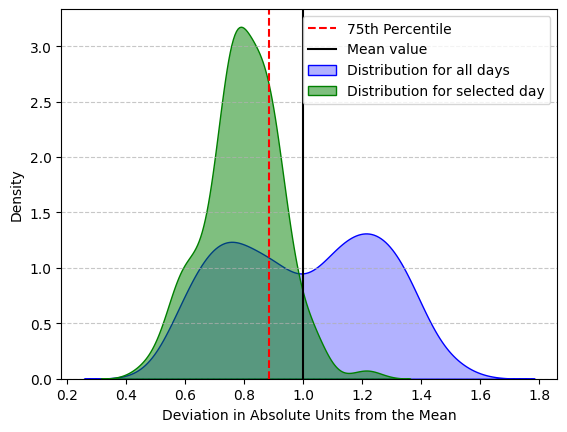 75th Percentile
Mean value
Distribution for all days
Distribution for selected day
3.0
2.5
2.0
1.5
1.0
0.5
0.0
Density
0.2 0.4 0.6 0.8 1.0 1.2 1.4 1.6 1.8
Deviation in Absolute Units from the Mean